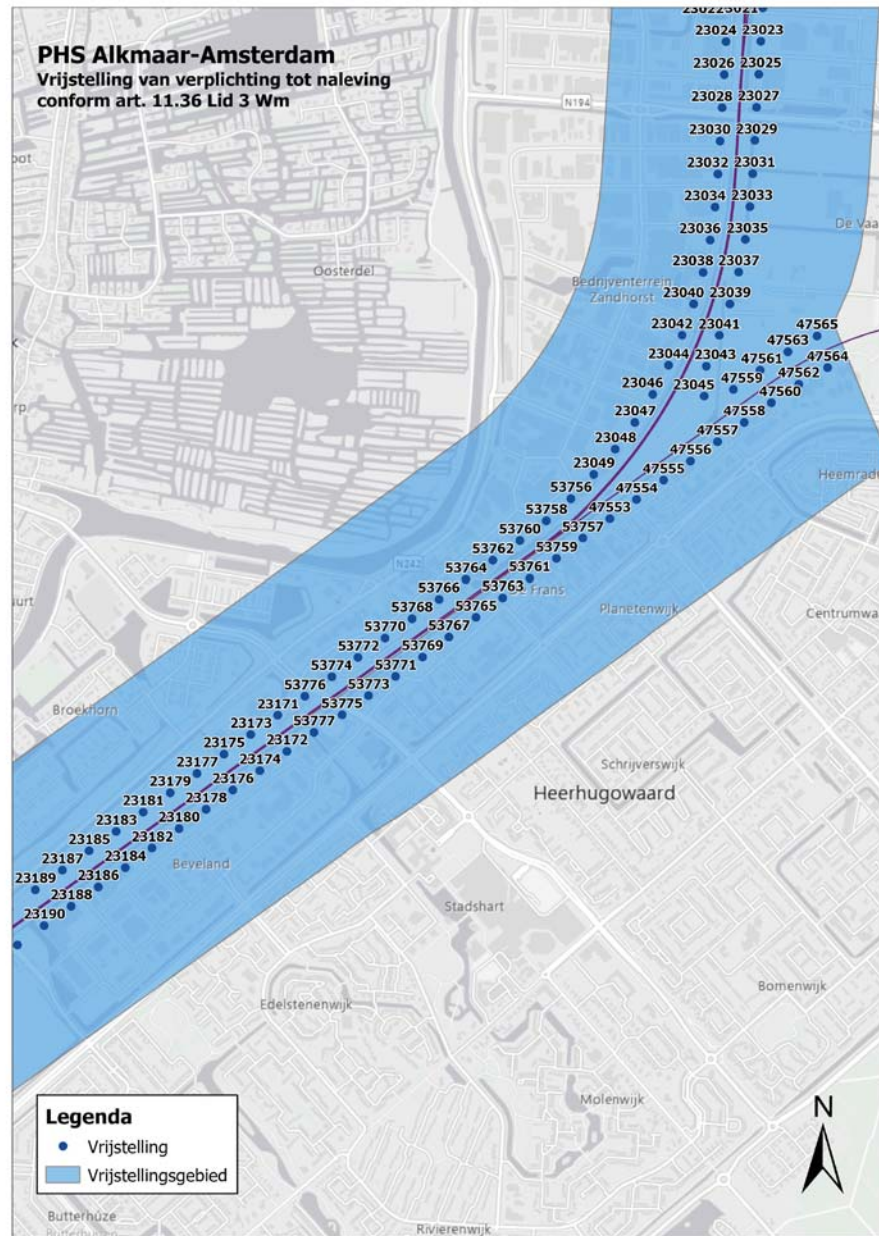 PHS Alkmaar-Amsterdam
Vrijstelling van verplichting tot naleving
conform art. 11.36 Lid 3 Wm
23022 23021
23024 23023
23026 23025
N194
23028 23027
23030 23029
23032 23031
23034 23033
De Vaa
23036 23035
Oosterdel
23038 23037
Bedrijventerrein
Zandhorst
23040 23039
23042 23041 47565
47563
23044 23043 47561 47564
47562
23046 23045 47559 47560
23047 47558
23048 47557
47556
23049 47555
Heemradu
53756 47554
53758 47553
53760 53757
53762 53759
N242
53764 53761
53766 53763 De Frans
53768 53765 Planetenwijk
Centrumwa
53770 53767
53772 53769
53774 53771
53776 53773
23171 53775
Broekhorn
23173 53777
23175 23172
23177 23174
Schrijverswijk
23179 23176
Heerhugowaard
23181 23178
23183 23180
23185 23182
23187 23184
Beveland
23189 23186
23188
23190
Stadshart
Bomenwijk
Edelstenenwijk
Molenwijk
Legenda
Vrijstelling
Vrijstellingsgebied
N
Butterhuze
Butterhuizen
Rivierenwijk